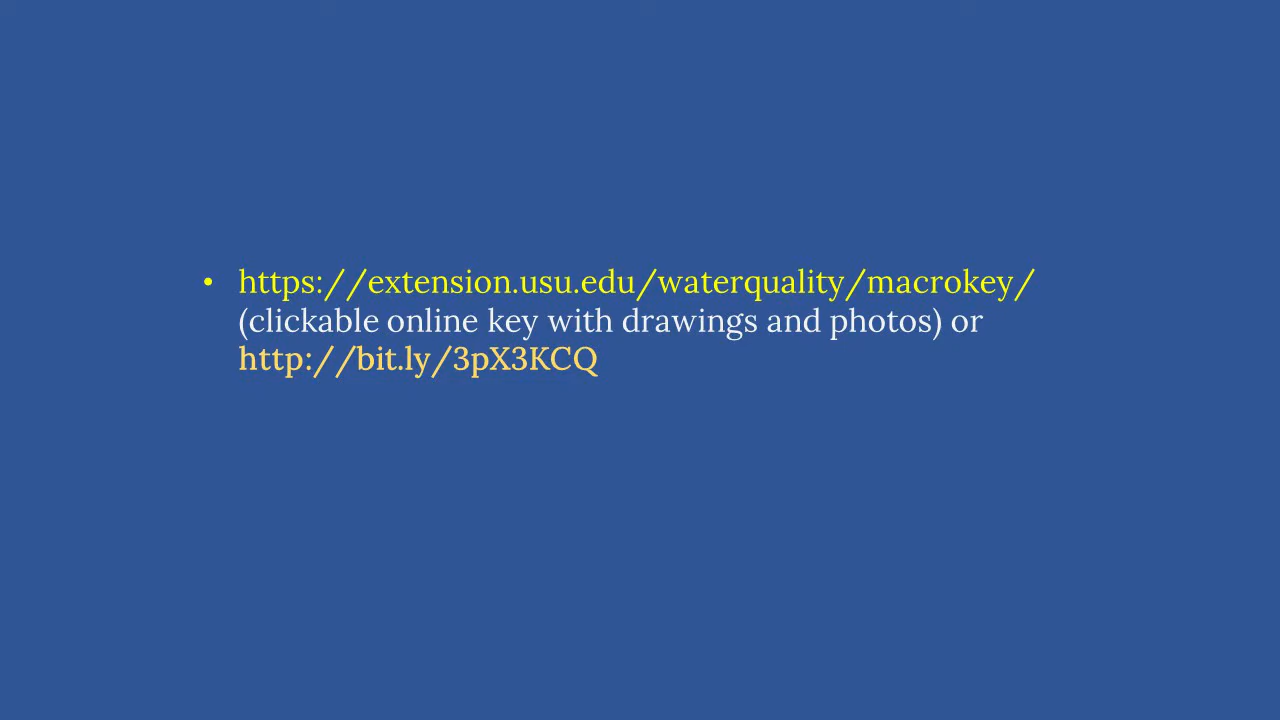 • https://extension.usu.edu/waterquality/macrokey/
(clickable online key with drawings and photos) or
http://bit.ly/3pX3KCQ